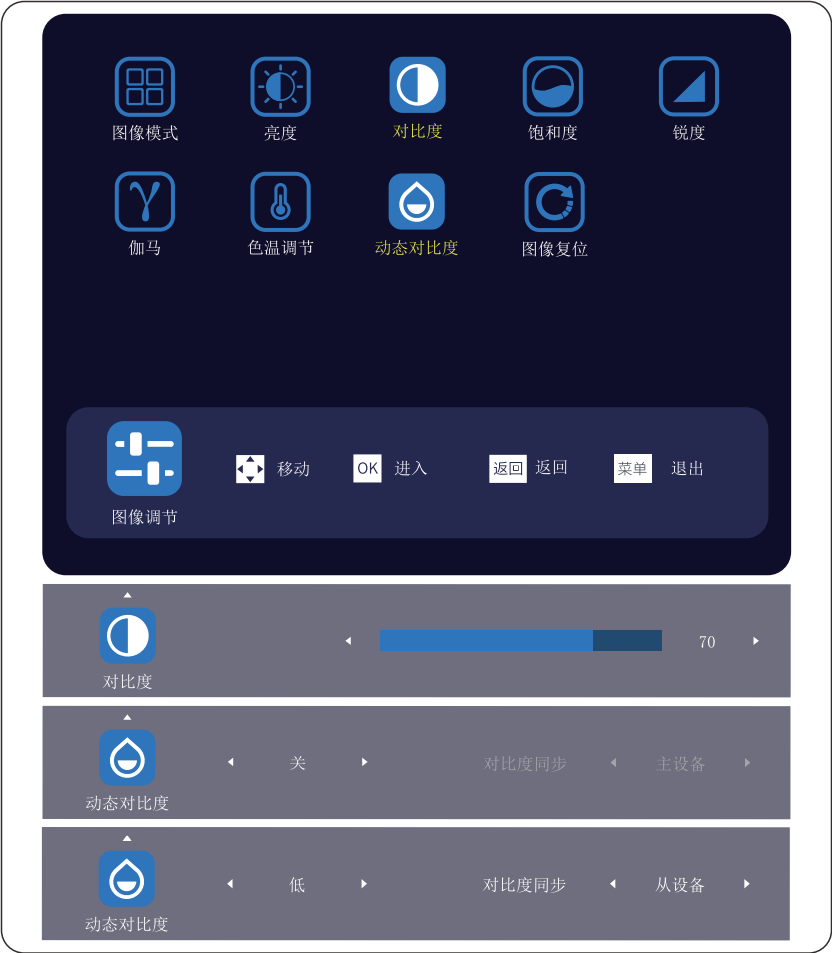 图像模式 亮度 对比度 饱和度 锐度
γ
伽马 色温调节 动态对比度 图像复位
移动 OK 进入 返回 返回 菜单 退出
图像调节
70
对比度
关 对比度同步 主设备
动态对比度
低 对比度同步 从设备
动态对比度